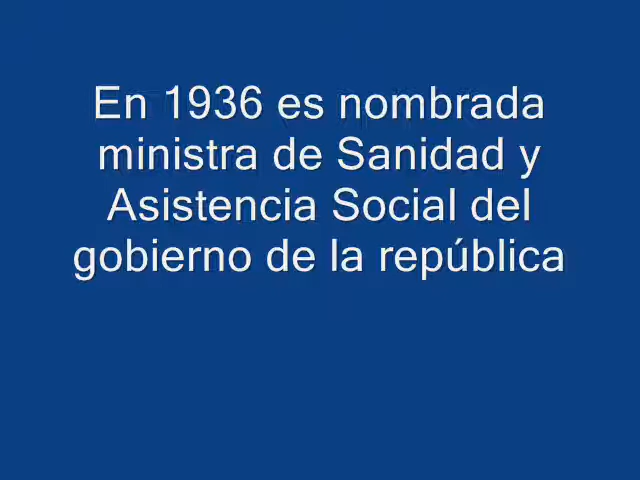 En 1936 es nombrada
ministra de Sanidad y
Asistencia Social del
gobierno de la república